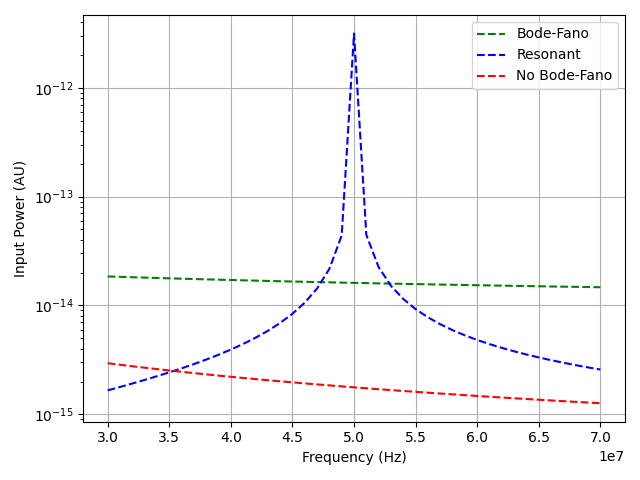 Bode-Fano
Resonant
No Bode-Fano
Input Power (AU)
10⁻¹²
10⁻¹³
10⁻¹⁴
10⁻¹⁵
3.0 3.5 4.0 4.5 5.0 5.5 6.0 6.5 7.0
1e7
Frequency (Hz)